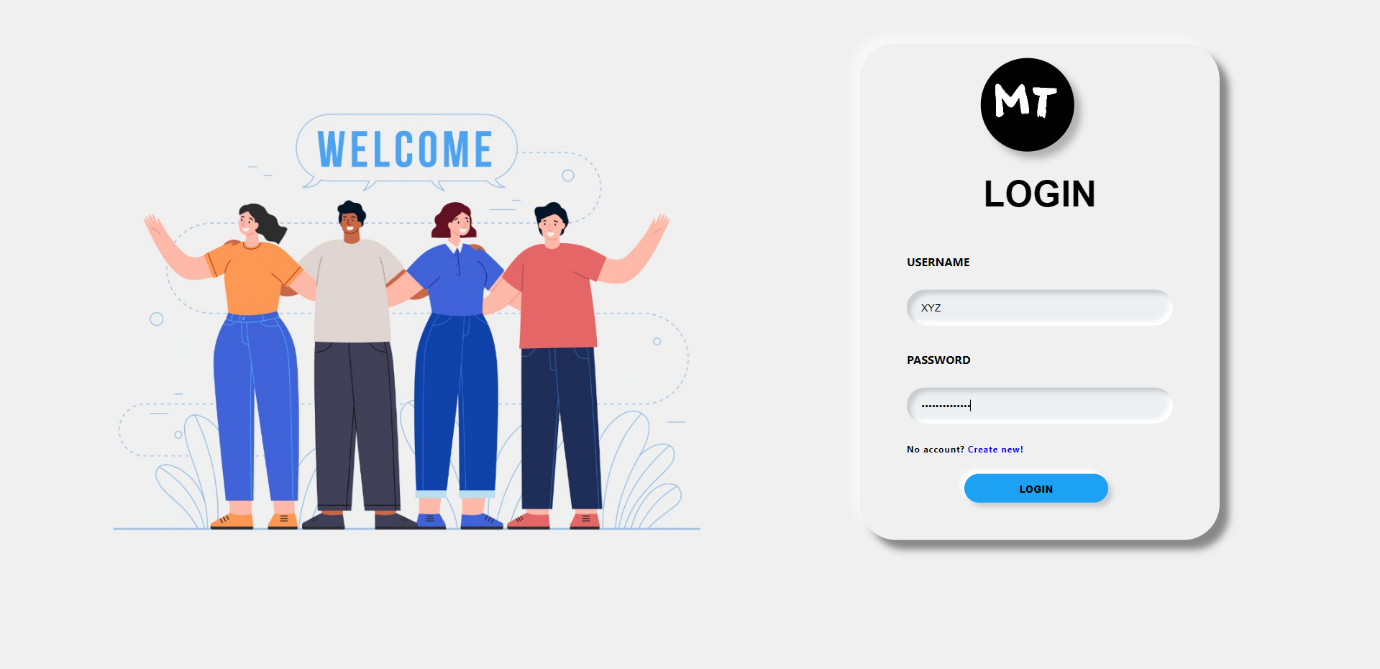 WELCOME
MT
LOGIN
USERNAME
XYZ
PASSWORD
No account? Create new!
LOGIN